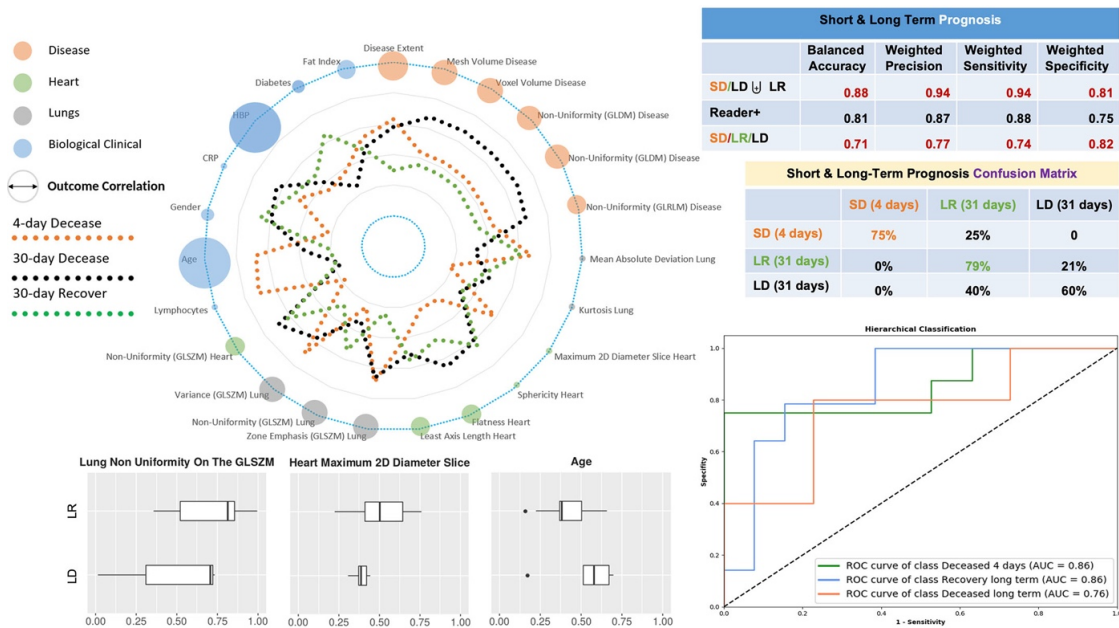 Disease
Heart
Lungs
Biological Clinical
Outcome Correlation
4-day Decease
30-day Decease
30-day Recover
Disease Extent
Mesh Volume Disease
Voxel Volume Disease
Non-Uniformity (GLDM) Disease
Non-Uniformity (GLDM) Disease
Non-Uniformity (GLRLM) Disease
Mean Absolute Deviation Lung
Kurtosis Lung
Maximum 2D Diameter Slice Heart
Sphericity Heart
Flatness Heart
Least Axis Length Heart
Zone Emphasis (GLSZM) Lung
Non-Uniformity (GLSZM) Lung
Variance (GLSZM) Lung
Non-Uniformity (GLSZM) Heart
Lymphocytes
Age
Gender
CRP
HBP
Diabetes
Fat Index
Short & Long Term Prognosis
Balanced Accuracy Weighted Precision Weighted Sensitivity Weighted Specificity
SD/LD ⊎ LR 0.88 0.94 0.94 0.81
Reader+ 0.81 0.87 0.88 0.75
SD/LR/LD 0.71 0.77 0.74 0.82
Short & Long-Term Prognosis Confusion Matrix
SD (4 days) LR (31 days) LD (31 days)
SD (4 days) 75% 25% 0
LR (31 days) 0% 79% 21%
LD (31 days) 0% 40% 60%
Lung Non Uniformity On The GLSZM
LR
LD
0.00 0.25 0.50 0.75 1.00
Heart Maximum 2D Diameter Slice
0.00 0.25 0.50 0.75 1.00
Age
0.00 0.25 0.50 0.75 1.00
Hierarchical Classification
Specifity
1.0
0.8
0.6
0.4
0.2
0.0
ROC curve of class Deceased 4 days (AUC = 0.86)
ROC curve of class Recovery long term (AUC = 0.86)
ROC curve of class Deceased long term (AUC = 0.76)
0.0 0.2 0.4 0.6 0.8 1.0
1 - Sensitivity